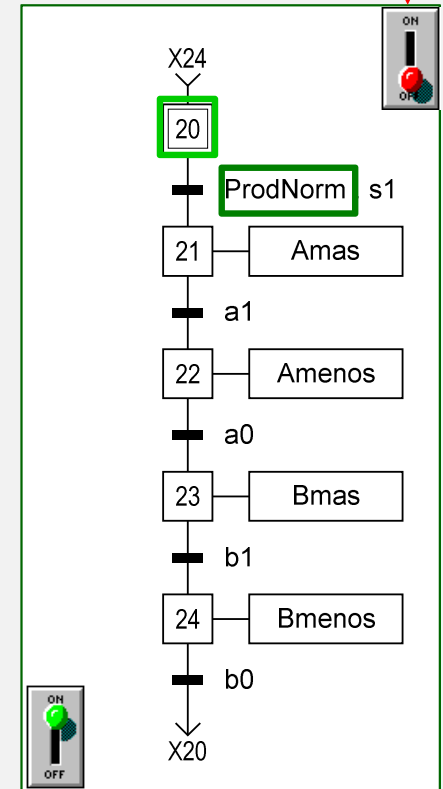 ON
OFF
X24
20
ProdNorm s1
21 Amas
a1
22 Amenos
a0
23 Bmas
b1
24 Bmenos
b0
X20
ON
OFF